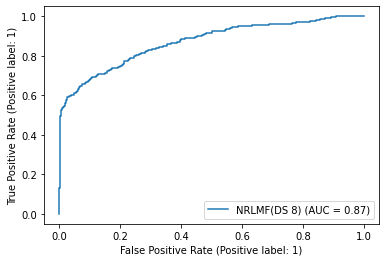 1.0
0.8
0.6
0.4
0.2
0.0
True Positive Rate (Positive label: 1)
NRLMF(DS 8) (AUC = 0.87)
0.0 0.2 0.4 0.6 0.8 1.0
False Positive Rate (Positive label: 1)